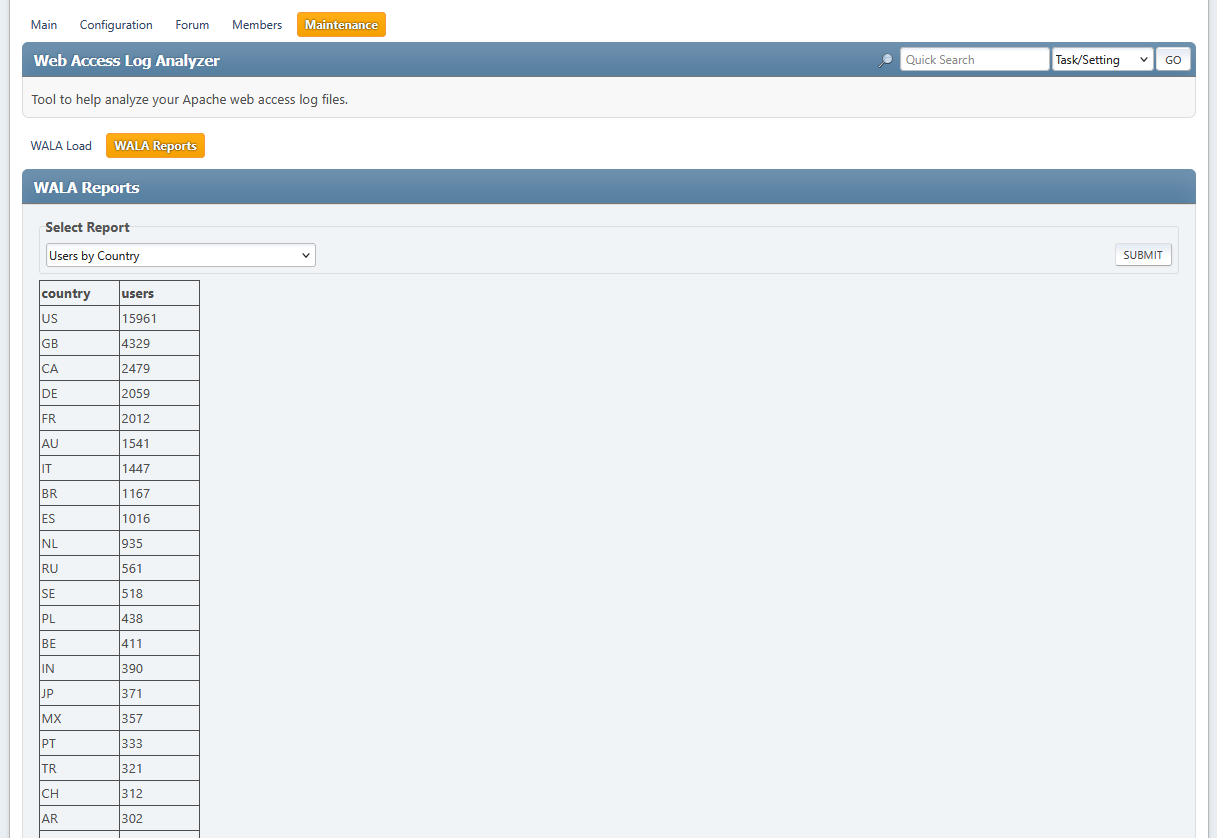 Main Configuration Forum Members Maintenance
Web Access Log Analyzer Quick Search Task/Setting GO
Tool to help analyze your Apache web access log files.
WALA Load WALA Reports
WALA Reports
Select Report
Users by Country SUBMIT
country users
US 15961
GB 4329
CA 2479
DE 2059
FR 2012
AU 1541
IT 1447
BR 1167
ES 1016
NL 935
RU 561
SE 518
PL 438
BE 411
IN 390
JP 371
MX 357
PT 333
TR 321
CH 312
AR 302